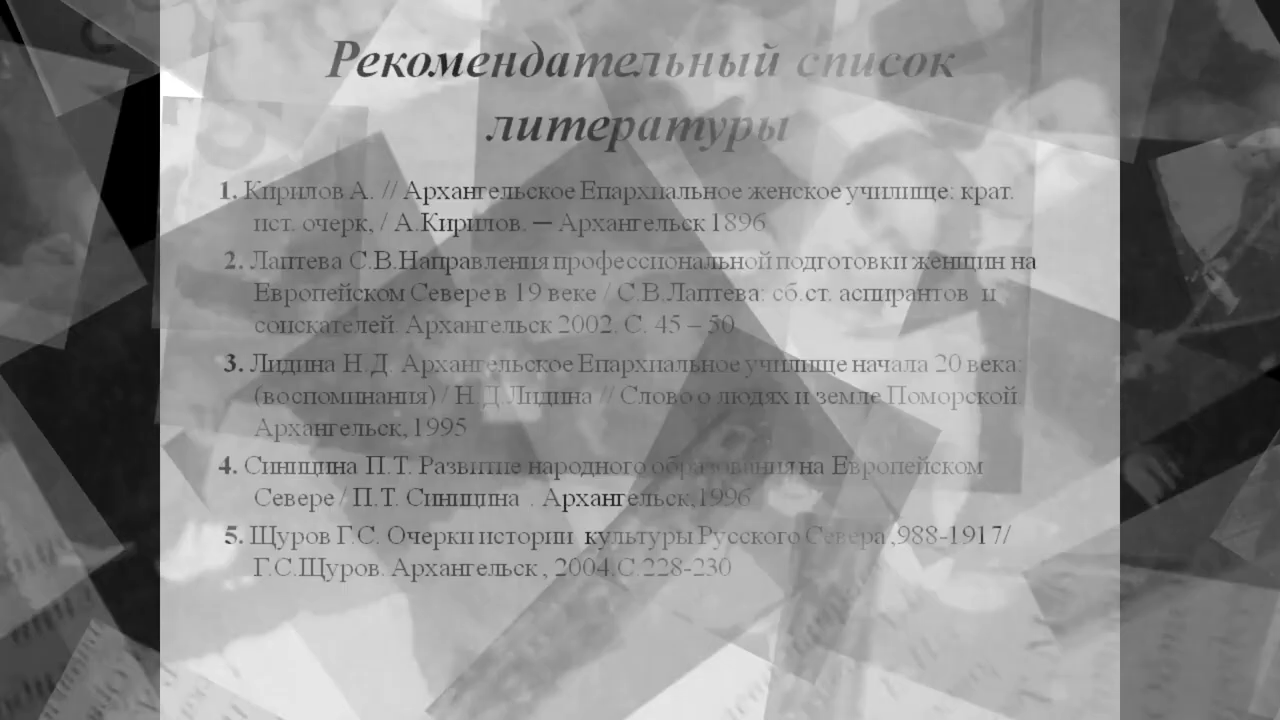 Рекомендательный список
литературы
1. Кирилов А. // Архангельское Епархиальное женское училище: крат.
ист. очерк, / А.Кирилов. — Архангельск 1896
2. Лаптева С.В.Направления профессиональной подготовки женщин на
Европейском Севере в 19 веке / С.В.Лаптева: сб.ст. аспирантов и
соискателей. Архангельск 2002. С. 45 – 50
3. Лидина Н.Д. Архангельское Епархиальное училище начала 20 века:
(воспоминания) / Н.Д.Лидина // Слово о людях и земле Поморской.
Архангельск, 1995
4. Синицина П.Т. Развитие народного образования на Европейском
Севере / П.Т. Синицина . Архангельск,1996
5. Щуров Г.С. Очерки истории культуры Русского Севера ,988-1917/
Г.С.Щуров. Архангельск , 2004.С.228-230